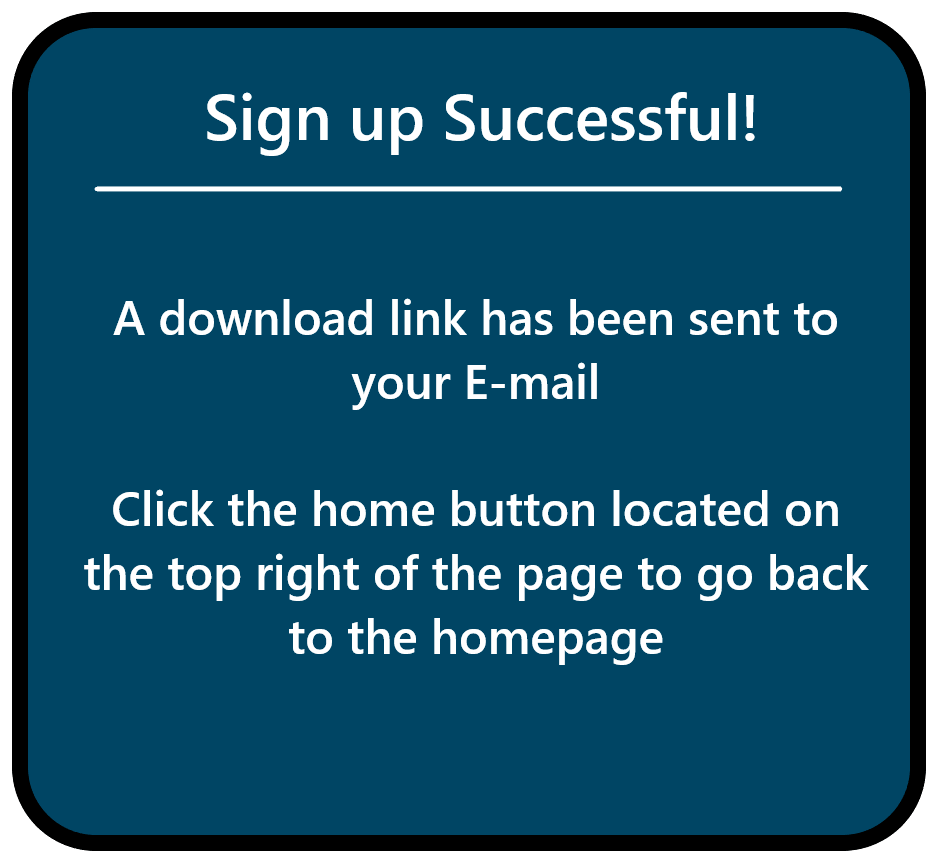 Sign up Successful!
A download link has been sent to
your E-mail
Click the home button located on
the top right of the page to go back
to the homepage